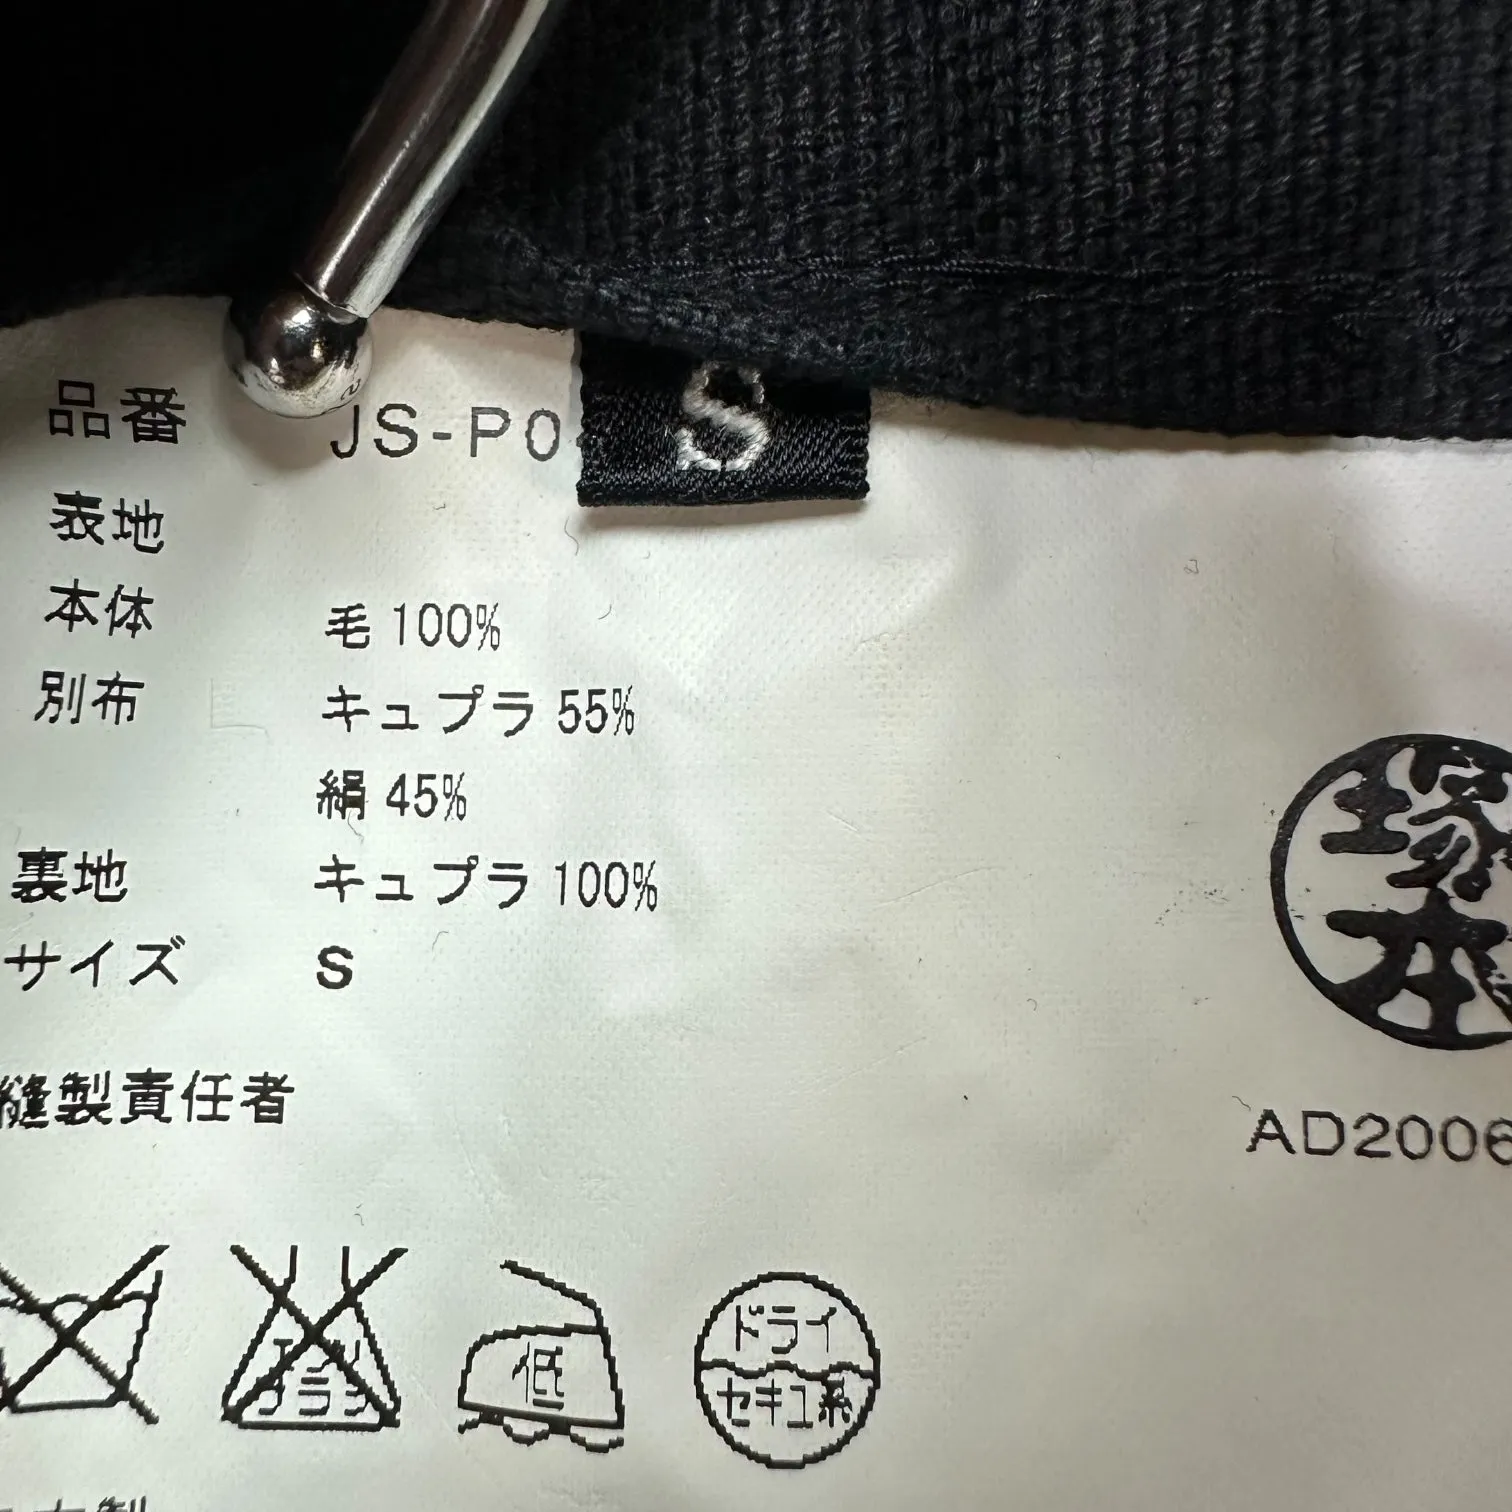 S
品番 JS-P0
表地
本体 毛 100%
別布 キュプラ 55%
絹 45%
裏地 キュプラ 100%
サイズ S
塚本
縫製責任者
AD2006
低
ドライ
セキユ系